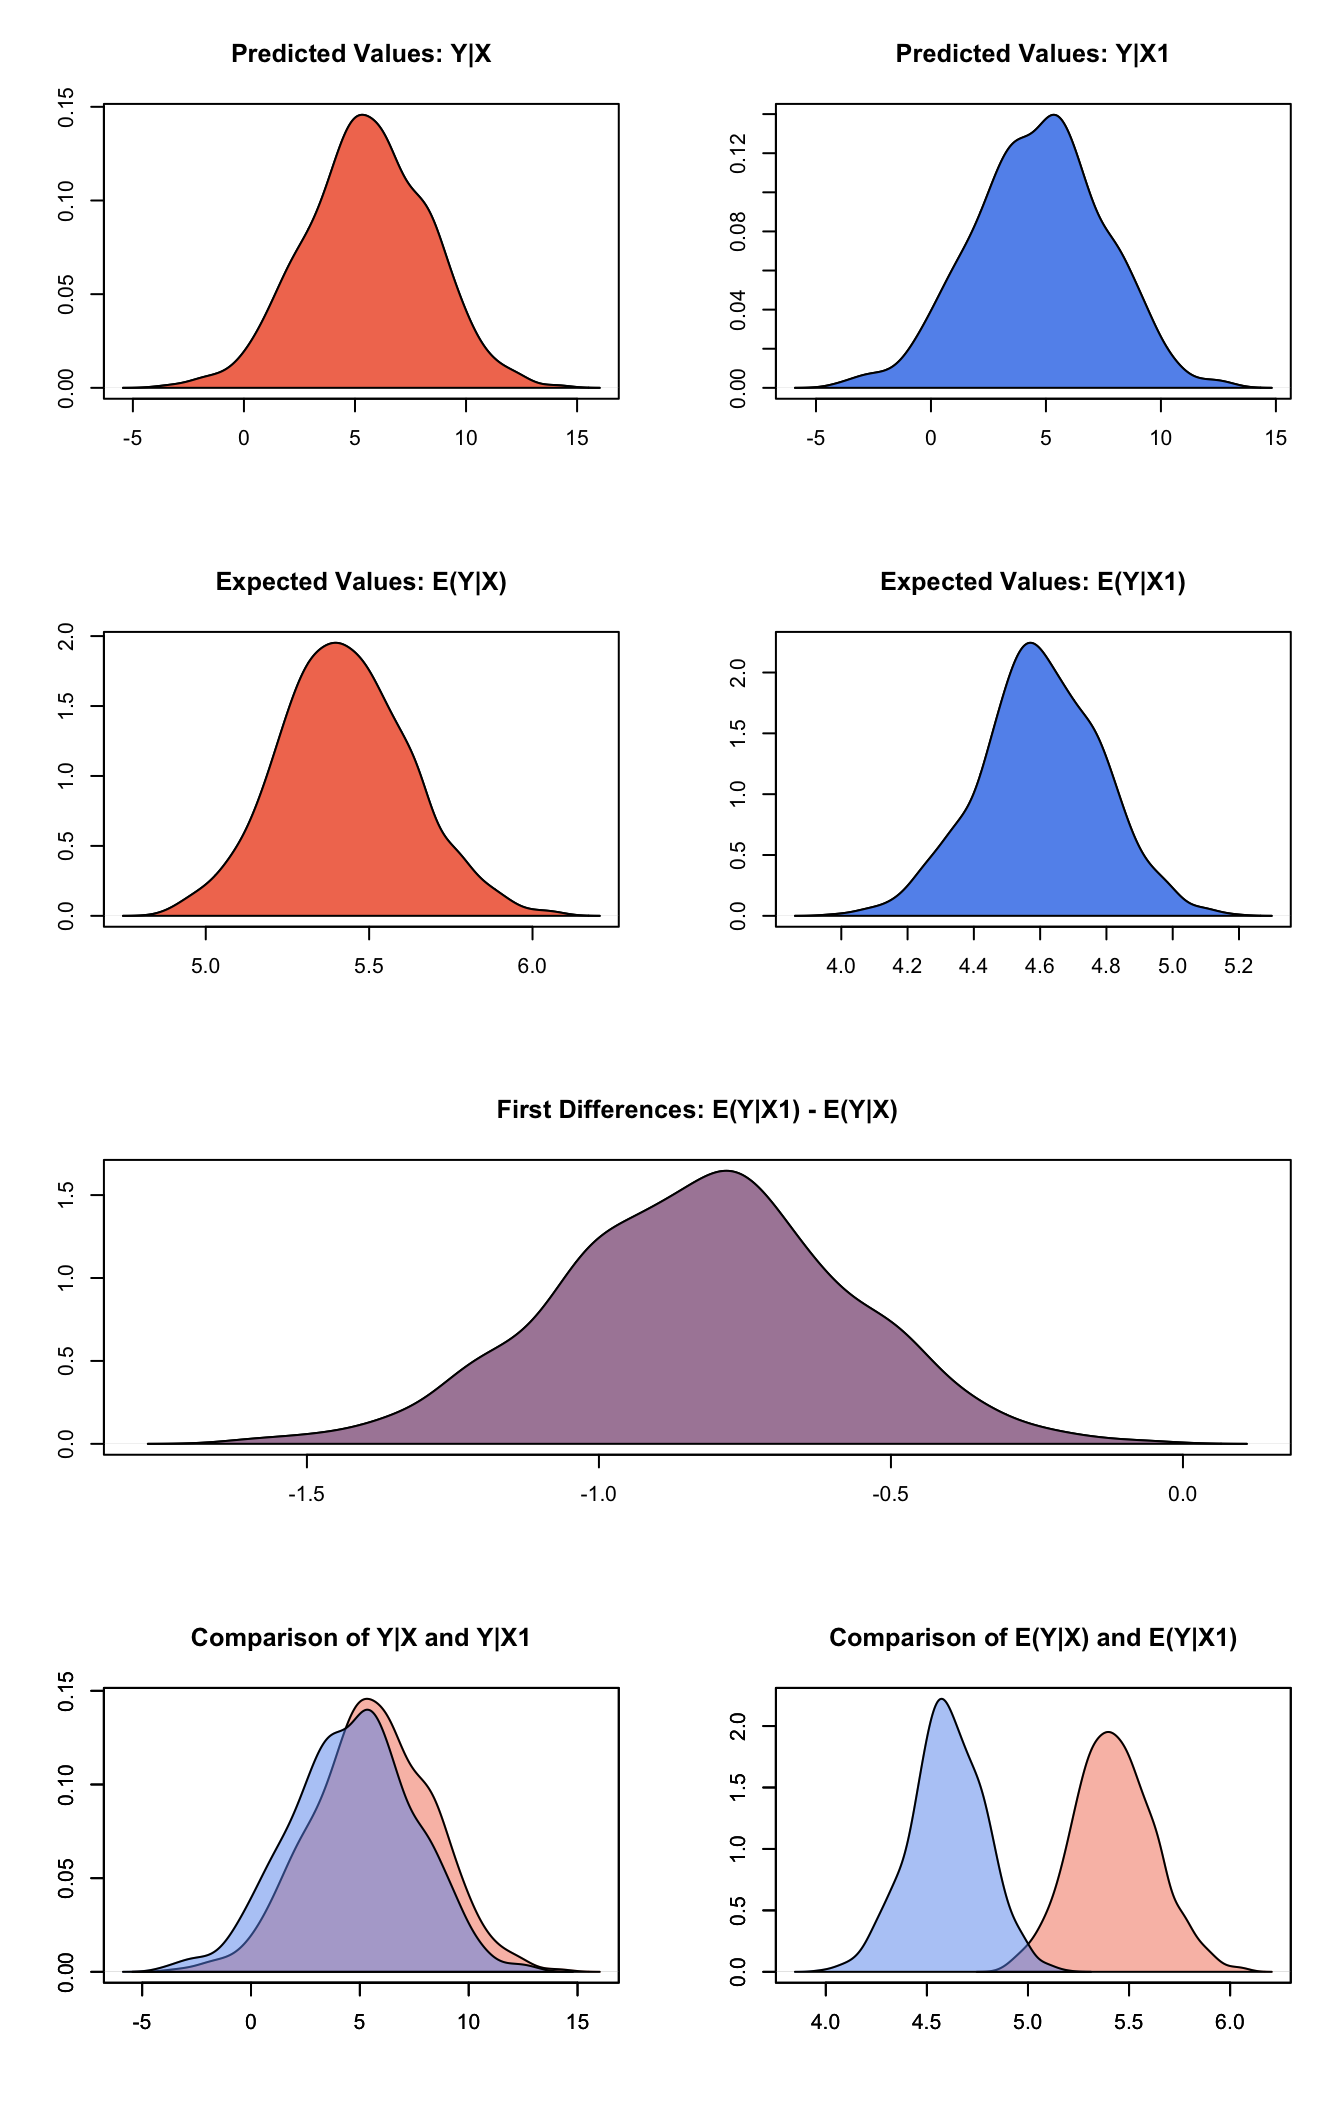 Predicted Values: Y|X
0.15
0.10
0.05
0.00
-5 0 5 10 15
Predicted Values: Y|X1
0.12
0.08
0.04
0.00
-5 0 5 10 15
Expected Values: E(Y|X)
2.0
1.5
1.0
0.5
0.0
5.0 5.5 6.0
Expected Values: E(Y|X1)
2.0
1.5
1.0
0.5
0.0
4.0 4.2 4.4 4.6 4.8 5.0 5.2
First Differences: E(Y|X1) - E(Y|X)
1.5
1.0
0.5
0.0
-1.5 -1.0 -0.5 0.0
Comparison of Y|X and Y|X1
0.15
0.10
0.05
0.00
-5 0 5 10 15
Comparison of E(Y|X) and E(Y|X1)
2.0
1.5
1.0
0.5
0.0
4.0 4.5 5.0 5.5 6.0